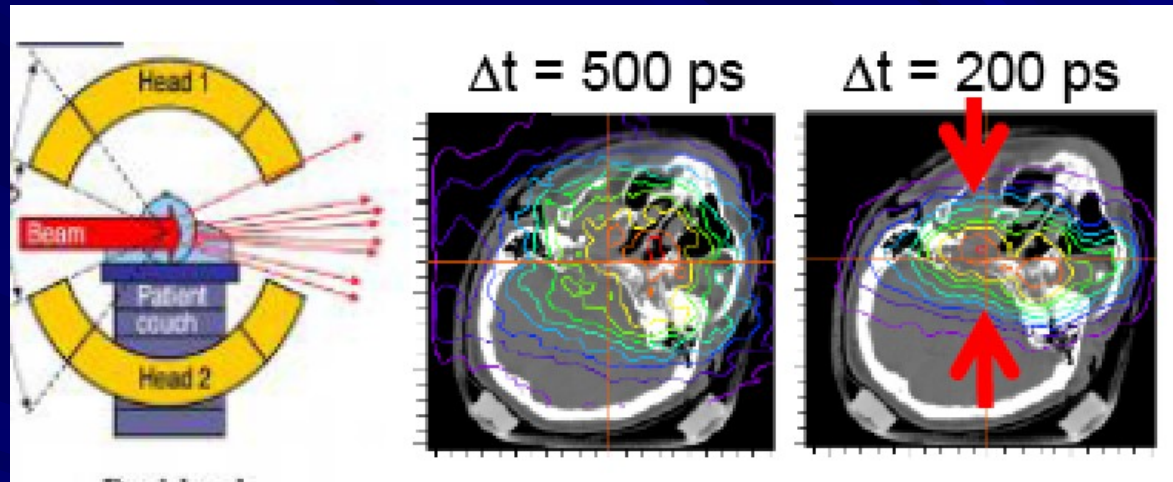 Head 1
Beam
Patient
couch
Head 2
Δt = 500 ps
Δt = 200 ps